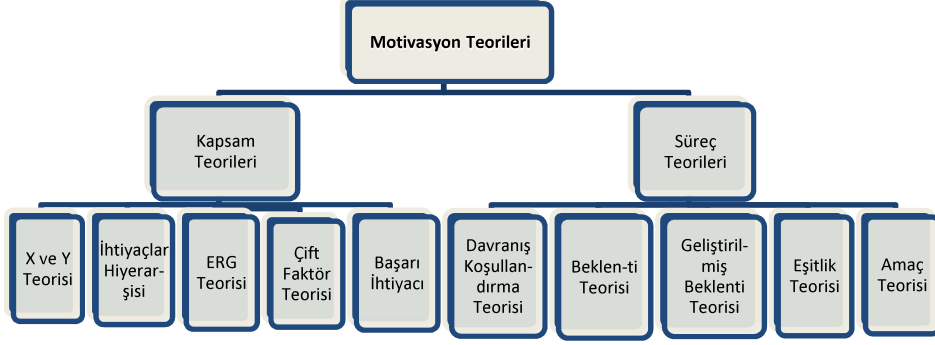 Motivasyon Teorileri
Kapsam
Teorileri
Süreç
Teorileri
X ve Y
Teorisi
İhtiyaçlar
Hiyerar-
şisi
ERG
Teorisi
Çift
Faktör
Teorisi
Başarı
İhtiyacı
Davranış
Koşullan-
dırma
Teorisi
Beklen-ti
Teorisi
Geliştiril-
miş
Beklenti
Teorisi
Eşitlik
Teorisi
Amaç
Teorisi